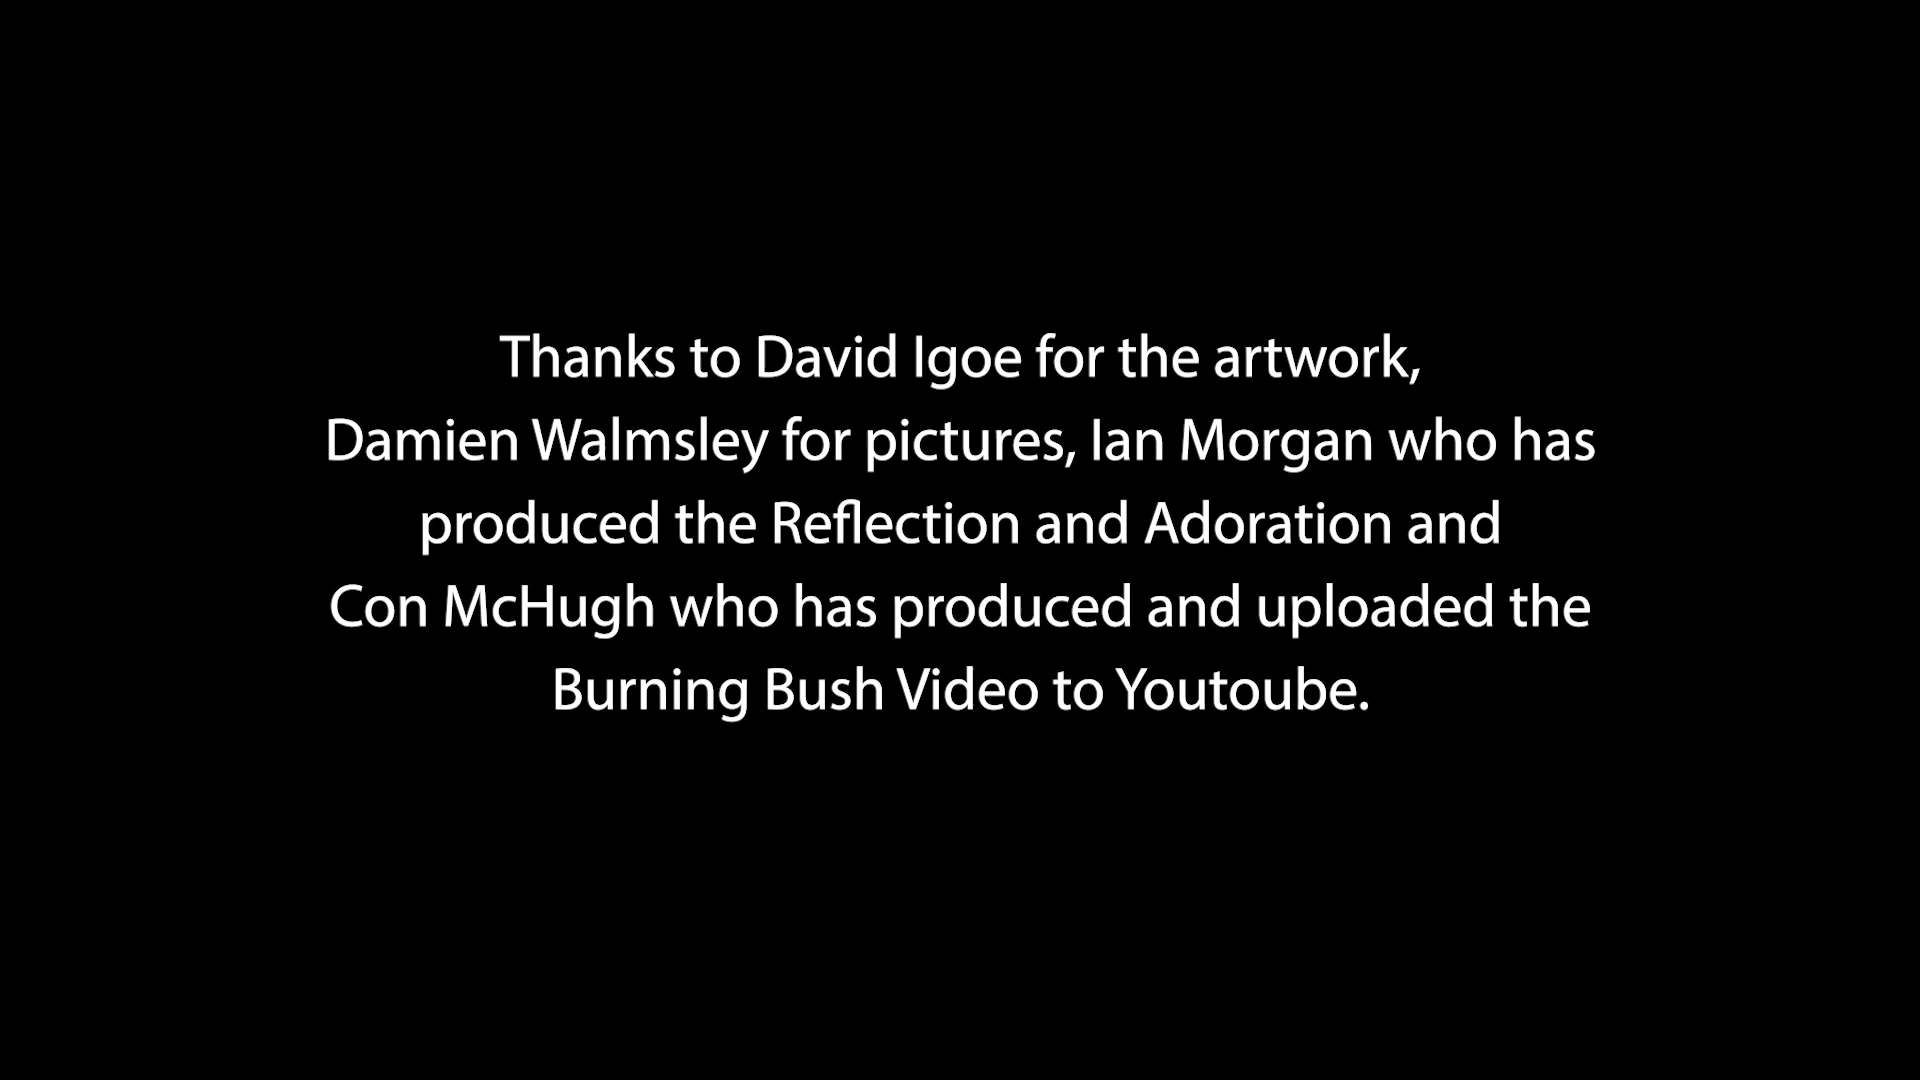 Thanks to David Igoe for the artwork,
Damien Walmsley for pictures, Ian Morgan who has
produced the Reflection and Adoration and
Con McHugh who has produced and uploaded the
Burning Bush Video to Youtoube.